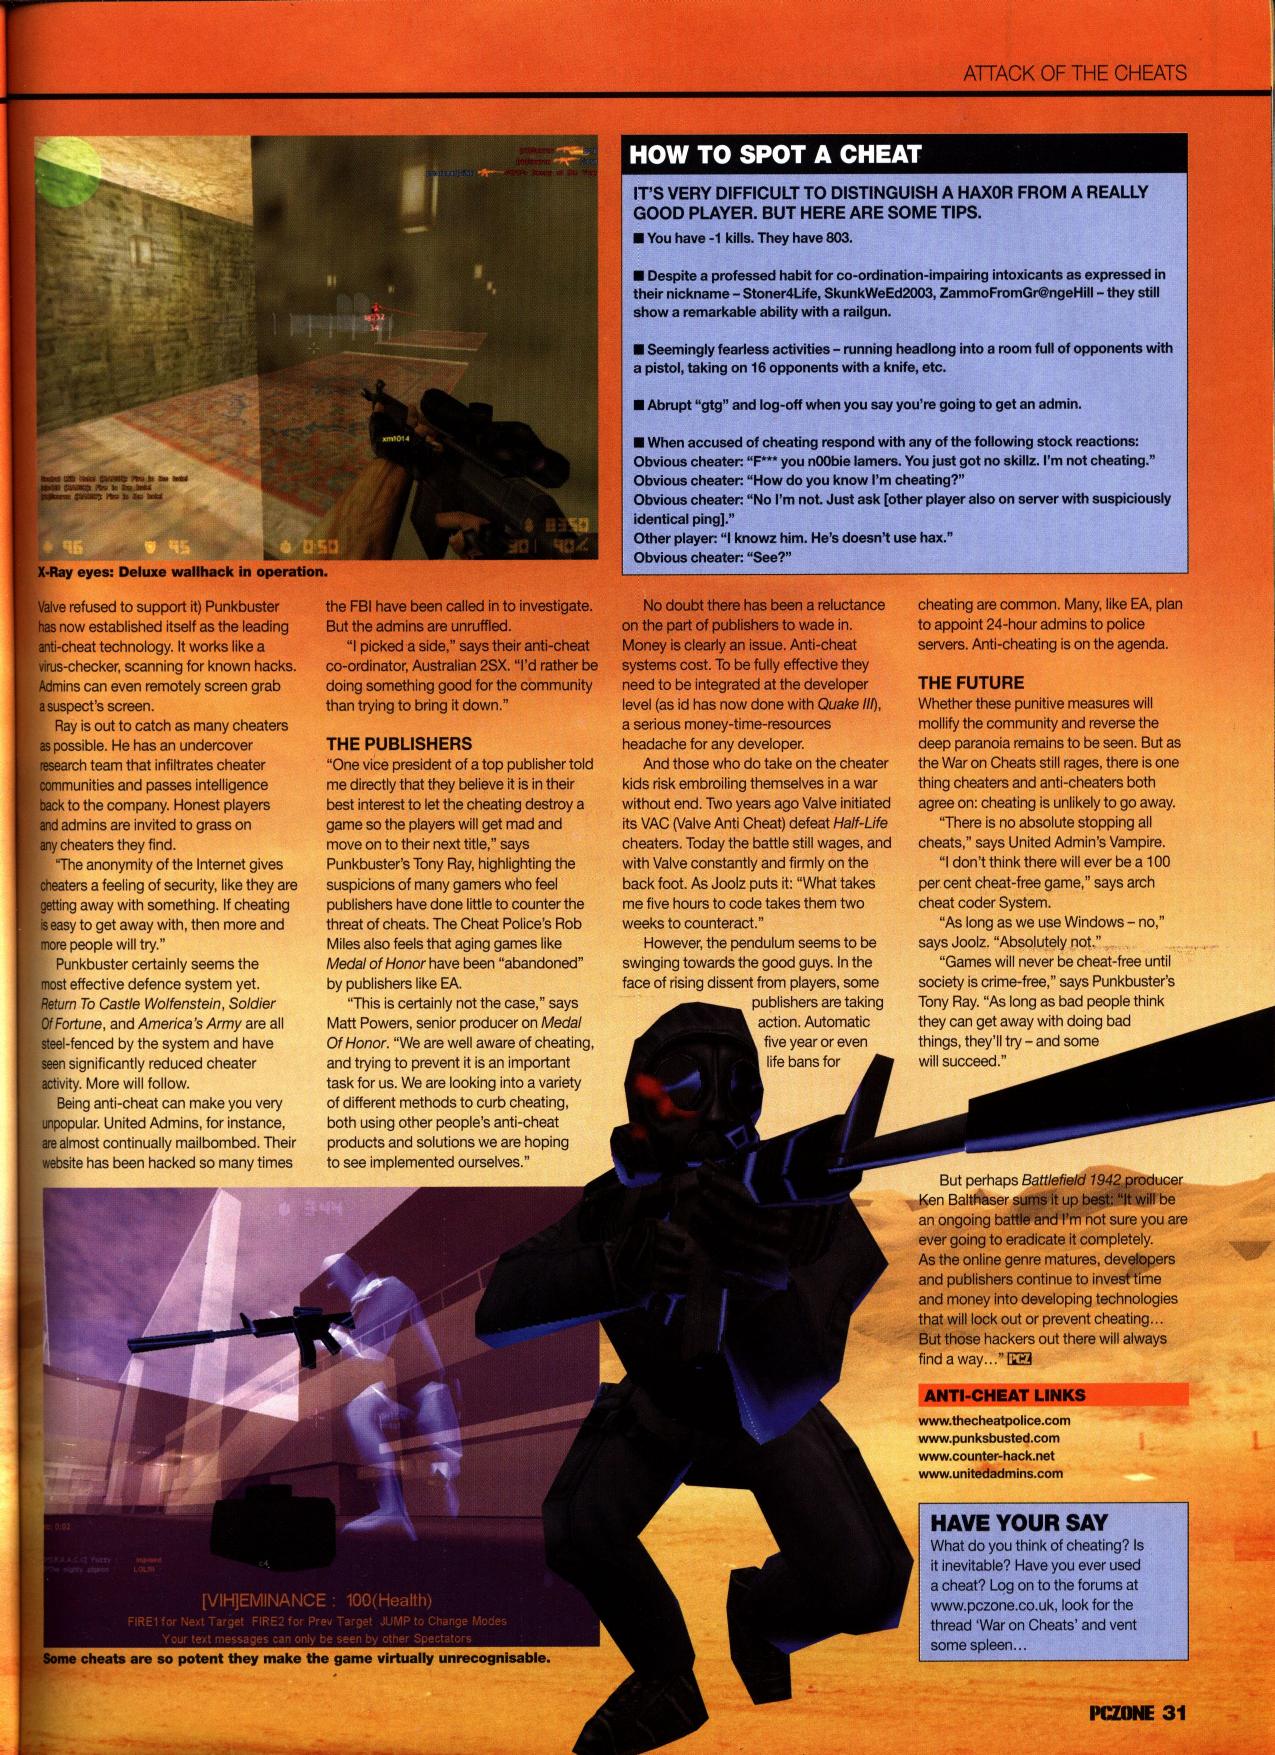 ATTACK OF THE CHEATS
xm1014
96
45
0:50
X-Ray eyes: Deluxe wallhack in operation.
HOW TO SPOT A CHEAT
IT'S VERY DIFFICULT TO DISTINGUISH A HAX0R FROM A REALLY
GOOD PLAYER. BUT HERE ARE SOME TIPS.
■ You have -1 kills. They have 803.
■ Despite a professed habit for co-ordination-impairing intoxicants as expressed in
their nickname – Stoner4Life, SkunkWeEd2003, ZammoFromGr@ngeHill – they still
show a remarkable ability with a railgun.
■ Seemingly fearless activities – running headlong into a room full of opponents with
a pistol, taking on 16 opponents with a knife, etc.
■ Abrupt “gtg” and log-off when you say you're going to get an admin.
■ When accused of cheating respond with any of the following stock reactions:
Obvious cheater: “F*** you n00bie lamers. You just got no skillz. I'm not cheating.”
Obvious cheater: “How do you know I'm cheating?”
Obvious cheater: “No I'm not. Just ask [other player also on server with suspiciously
identical ping].”
Other player: “I knowz him. He's doesn't use hax.”
Obvious cheater: “See?”
Valve refused to support it) Punkbuster
has now established itself as the leading
anti-cheat technology. It works like a
virus-checker, scanning for known hacks.
Admins can even remotely screen grab
a suspect's screen.
Ray is out to catch as many cheaters
as possible. He has an undercover
research team that infiltrates cheater
communities and passes intelligence
back to the company. Honest players
and admins are invited to grass on
any cheaters they find.
“The anonymity of the Internet gives
cheaters a feeling of security, like they are
getting away with something. If cheating
is easy to get away with, then more and
more people will try.”
Punkbuster certainly seems the
most effective defence system yet.
Return To Castle Wolfenstein, Soldier
Of Fortune, and America's Army are all
steel-fenced by the system and have
seen significantly reduced cheater
activity. More will follow.
Being anti-cheat can make you very
unpopular. United Admins, for instance,
are almost continually mailbombed. Their
website has been hacked so many times
the FBI have been called in to investigate.
But the admins are unruffled.
“I picked a side,” says their anti-cheat
co-ordinator, Australian 2SX. “I'd rather be
doing something good for the community
than trying to bring it down.”
THE PUBLISHERS
“One vice president of a top publisher told
me directly that they believe it is in their
best interest to let the cheating destroy a
game so the players will get mad and
move on to their next title,” says
Punkbuster's Tony Ray, highlighting the
suspicions of many gamers who feel
publishers have done little to counter the
threat of cheats. The Cheat Police's Rob
Miles also feels that aging games like
Medal of Honor have been “abandoned”
by publishers like EA.
“This is certainly not the case,” says
Matt Powers, senior producer on Medal
Of Honor. “We are well aware of cheating,
and trying to prevent it is an important
task for us. We are looking into a variety
of different methods to curb cheating,
both using other people's anti-cheat
products and solutions we are hoping
to see implemented ourselves.”
No doubt there has been a reluctance
on the part of publishers to wade in.
Money is clearly an issue. Anti-cheat
systems cost. To be fully effective they
need to be integrated at the developer
level (as id has now done with Quake III),
a serious money-time-resources
headache for any developer.
And those who do take on the cheater
kids risk embroiling themselves in a war
without end. Two years ago Valve initiated
its VAC (Valve Anti Cheat) defeat Half-Life
cheaters. Today the battle still wages, and
with Valve constantly and firmly on the
back foot. As Joolz puts it: “What takes
me five hours to code takes them two
weeks to counteract.”
However, the pendulum seems to be
swinging towards the good guys. In the
face of rising dissent from players, some
publishers are taking
action. Automatic
five year or even
life bans for
cheating are common. Many, like EA, plan
to appoint 24-hour admins to police
servers. Anti-cheating is on the agenda.
THE FUTURE
Whether these punitive measures will
mollify the community and reverse the
deep paranoia remains to be seen. But as
the War on Cheats still rages, there is one
thing cheaters and anti-cheaters both
agree on: cheating is unlikely to go away.
“There is no absolute stopping all
cheats,” says United Admin's Vampire.
“I don't think there will ever be a 100
per cent cheat-free game,” says arch
cheat coder System.
“As long as we use Windows – no,”
says Joolz. “Absolutely not.”
“Games will never be cheat-free until
society is crime-free,” says Punkbuster's
Tony Ray. “As long as bad people think
they can get away with doing bad
things, they'll try – and some
will succeed.”
But perhaps Battlefield 1942 producer
Ken Balthaser sums it up best: “It will be
an ongoing battle and I'm not sure you are
ever going to eradicate it completely.
As the online genre matures, developers
and publishers continue to invest time
and money into developing technologies
that will lock out or prevent cheating…
But those hackers out there will always
find a way…” PCZ
ANTI-CHEAT LINKS
www.thecheatpolice.com
www.punksbusted.com
www.counter-hack.net
www.unitedadmins.com
HAVE YOUR SAY
What do you think of cheating? Is
it inevitable? Have you ever used
a cheat? Log on to the forums at
www.pczone.co.uk, look for the
thread 'War on Cheats' and vent
some spleen…
3:44
c4
[VIH]EMINANCE : 100(Health)
FIRE1 for Next Target FIRE2 for Prev Target JUMP to Change Modes
Your text messages can only be seen by other Spectators
Some cheats are so potent they make the game virtually unrecognisable.
PCZONE 31